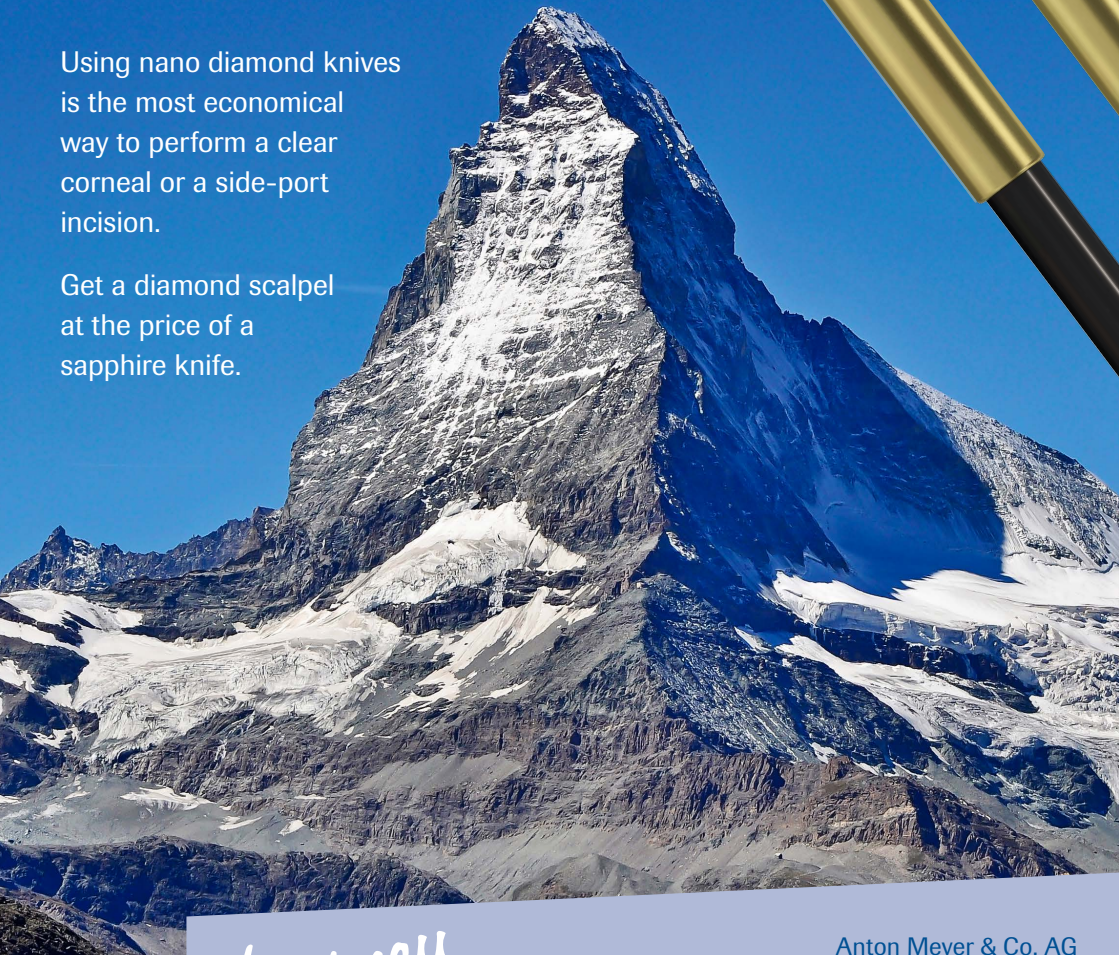 Using nano diamond knives
is the most economical
way to perform a clear
corneal or a side-port
incision.
Get a diamond scalpel
at the price of a
sapphire knife.
Anton Meyer & Co. AG